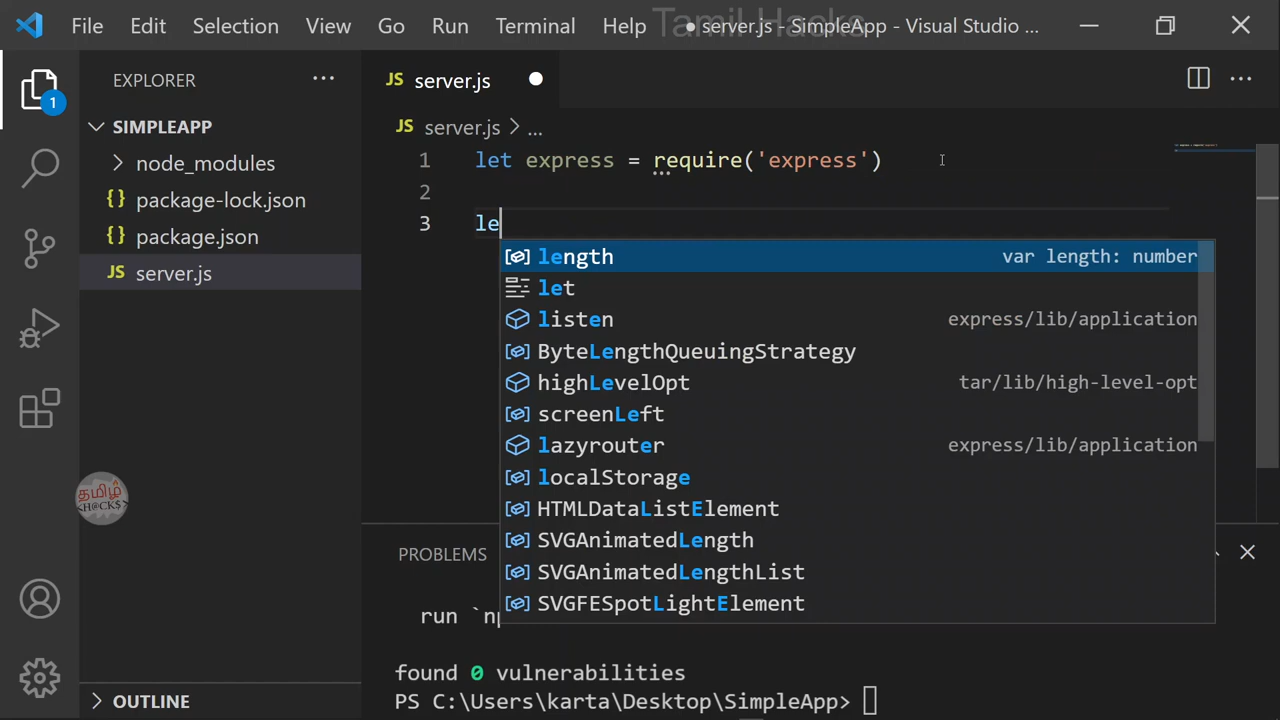 File Edit Selection View Go Run Terminal Help ● server.js - SimpleApp - Visual Studio ...
Tamil Hacks
EXPLORER ...
1
JS server.js
SIMPLEAPP
JS server.js > ...
node_modules
{} package-lock.json
{} package.json
JS server.js
1 let express = require('express')
2
3 le
length var length: number
let
listen express/lib/application
ByteLengthQueuingStrategy
highLevelOpt tar/lib/high-level-opt
screenLeft
lazyrouter express/lib/application
localStorage
HTMLDataListElement
SVGAnimatedLength
SVGAnimatedLengthList
SVGFESpotLightElement
தமிழ்
<H@CK$>
PROBLEMS
run `n
found 0 vulnerabilities
PS C:\Users\karta\Desktop\SimpleApp>
OUTLINE